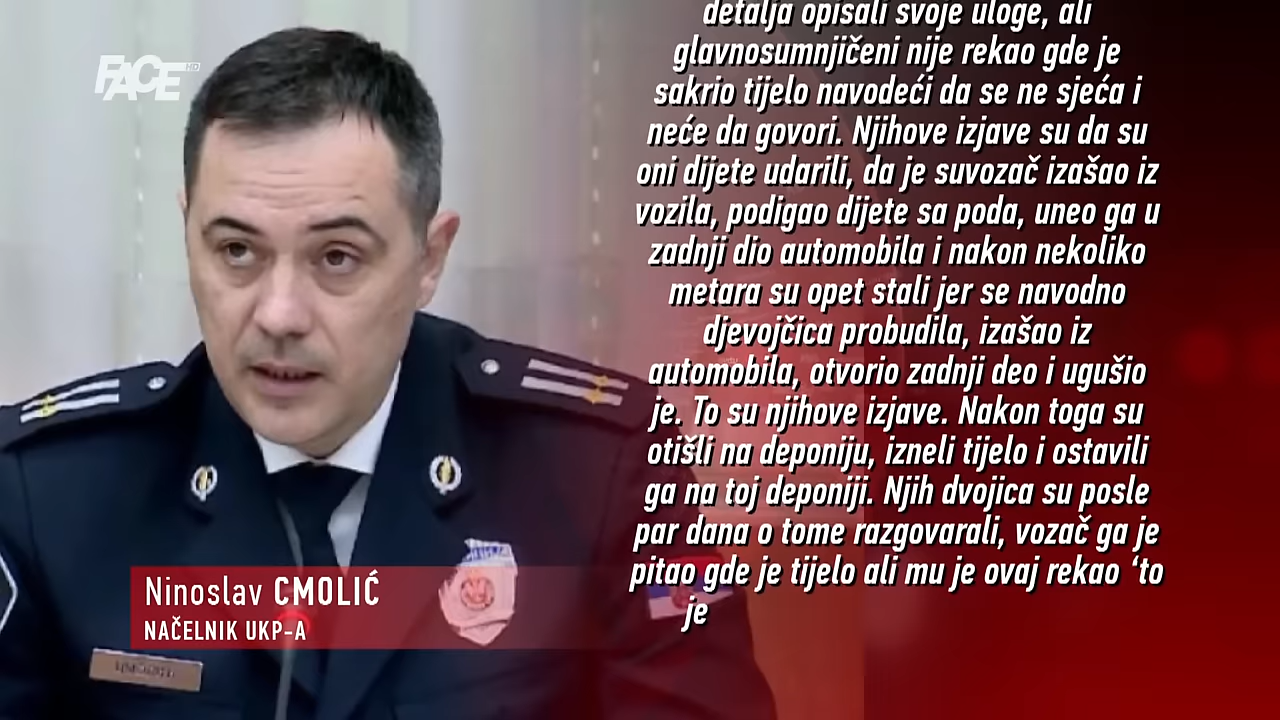 FACE HD
detalja opisali svoje uloge, ali
glavnosumnjičeni nije rekao gde je
sakrio tijelo navodeći da se ne sjeća i
neće da govori. Njihove izjave su da su
oni dijete udarili, da je suvozač izašao iz
vozila, podigao dijete sa poda, uneo ga u
zadnji dio automobila i nakon nekoliko
metara su opet stali jer se navodno
djevojčica probudila, izašao iz
automobila, otvorio zadnji deo i ugušio
je. To su njihove izjave. Nakon toga su
otišli na deponiju, izneli tijelo i ostavili
ga na toj deponiji. Njih dvojica su posle
par dana o tome razgovarali, vozač ga je
pitao gde je tijelo ali mu je ovaj rekao ‘to
je
Ninoslav CMOLIĆ
NAČELNIK UKP-A